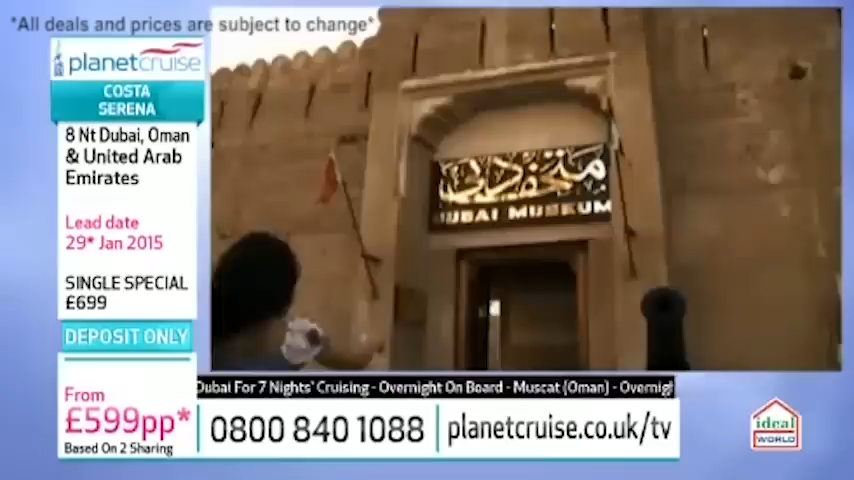 *All deals and prices are subject to change*
planetcruise
COSTA
SERENA
8 Nt Dubai, Oman
& United Arab
Emirates
Lead date
29* Jan 2015
SINGLE SPECIAL
£699
DEPOSIT ONLY
From
£599pp*
Based On 2 Sharing
متحف دبي
DUBAI MUSEUM
Dubai For 7 Nights' Cruising - Overnight On Board - Muscat (Oman) - Overnigh
0800 840 1088
planetcruise.co.uk/tv
ideal
WORLD